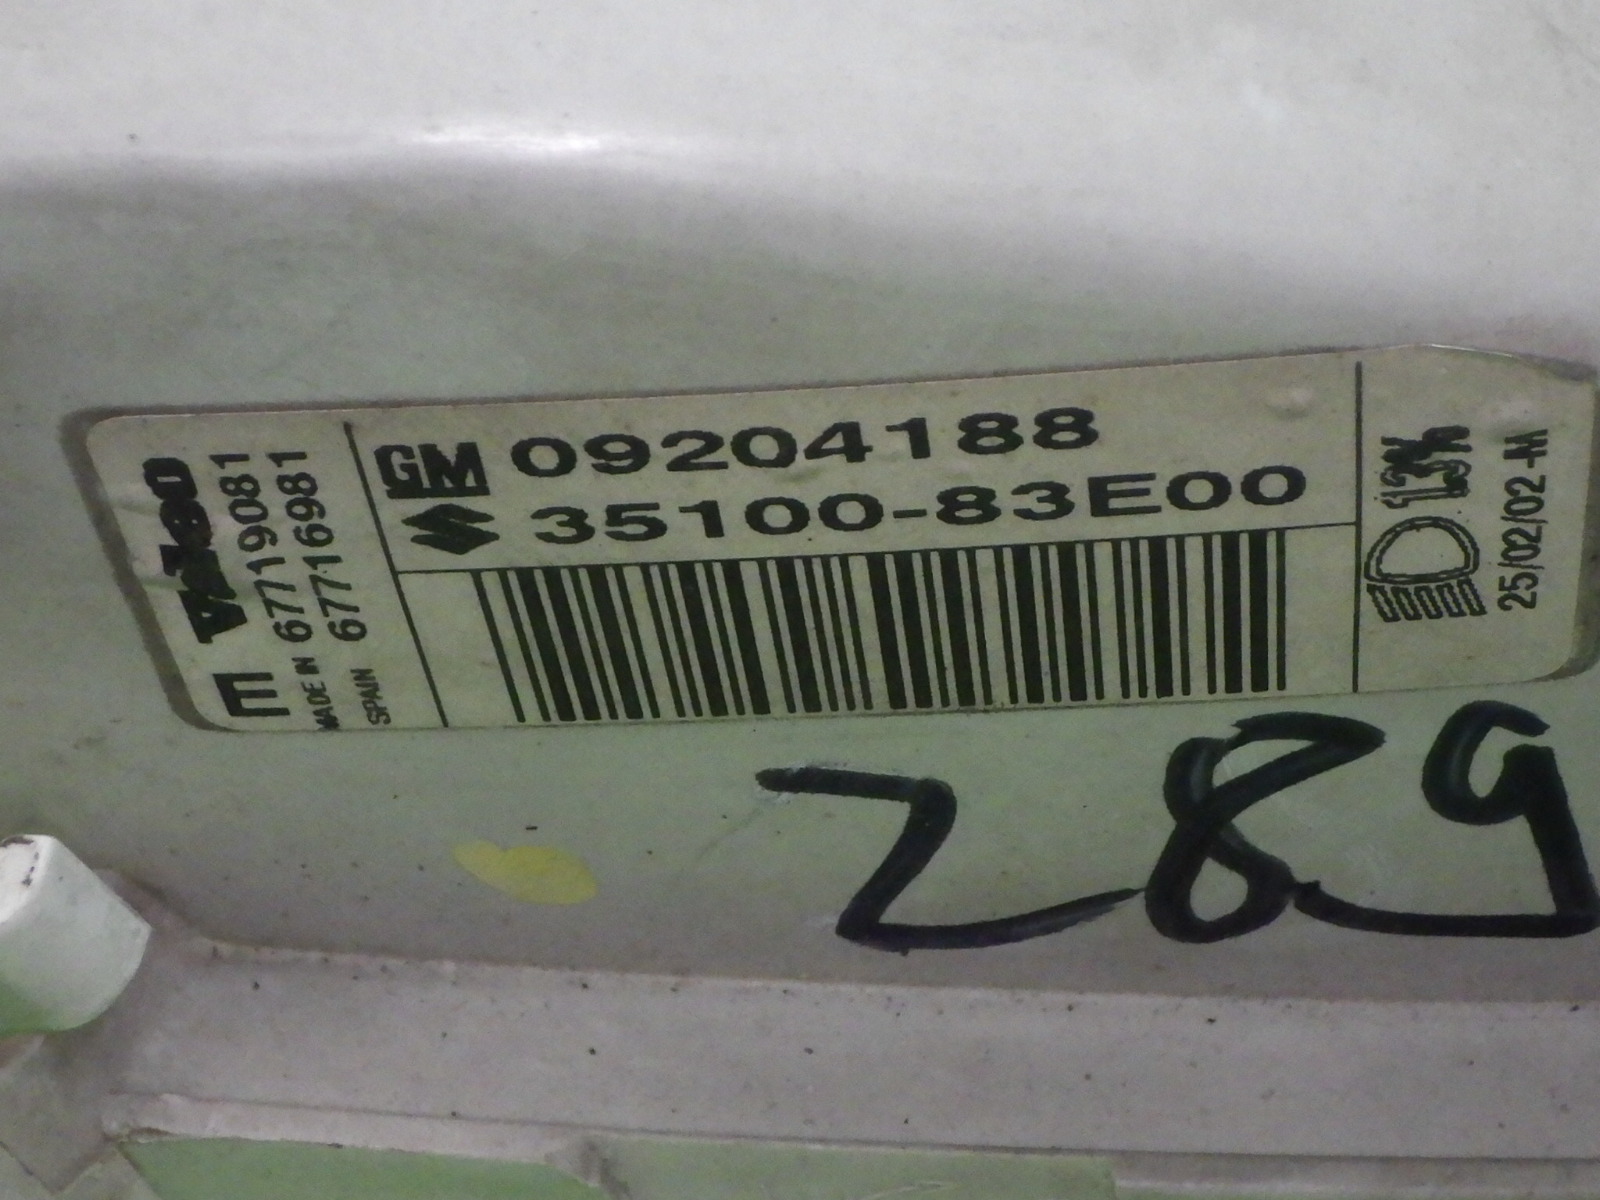 Valeo
E
67719081
MADE IN 67716981
SPAIN
GM 09204188
35100-83E00
25/02/02-M
289